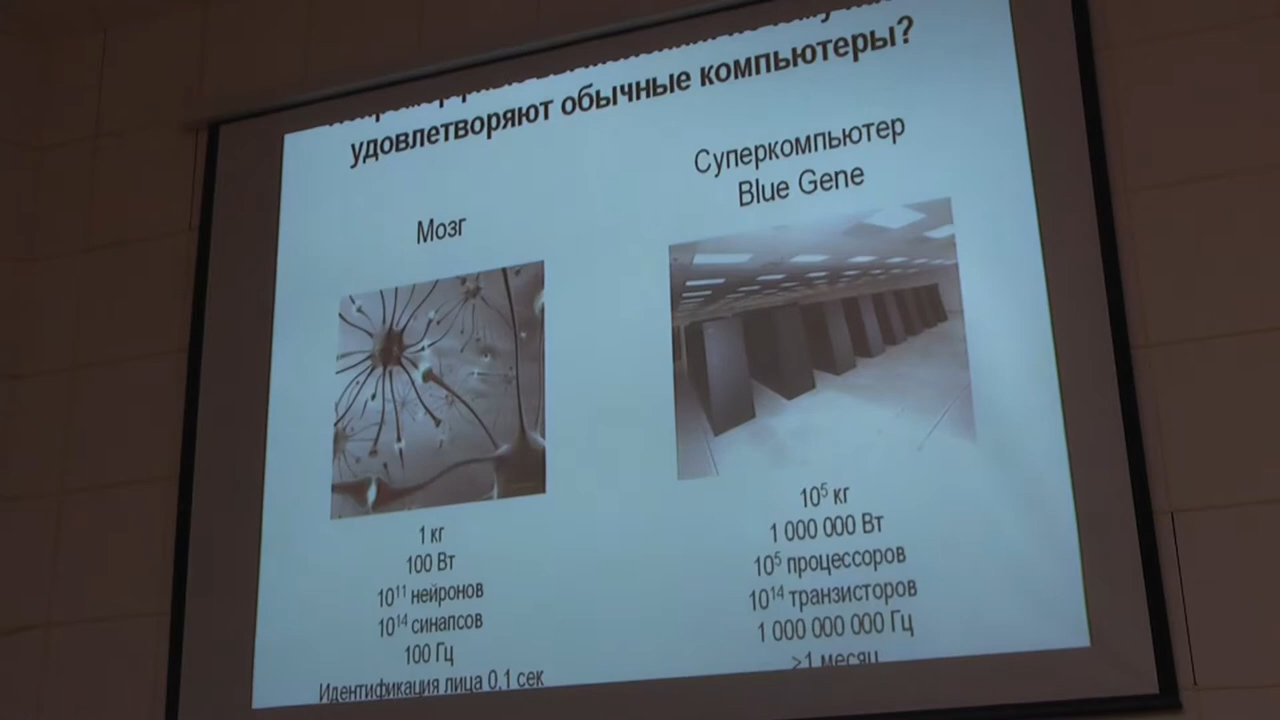 удовлетворяют обычные компьютеры?
Мозг
Суперкомпьютер
Blue Gene
1 кг
100 Вт
10¹¹ нейронов
10¹⁴ синапсов
100 Гц
Идентификация лица 0,1 сек
10⁵ кг
1 000 000 Вт
10⁵ процессоров
10¹⁴ транзисторов
1 000 000 000 Гц
>1 месяц